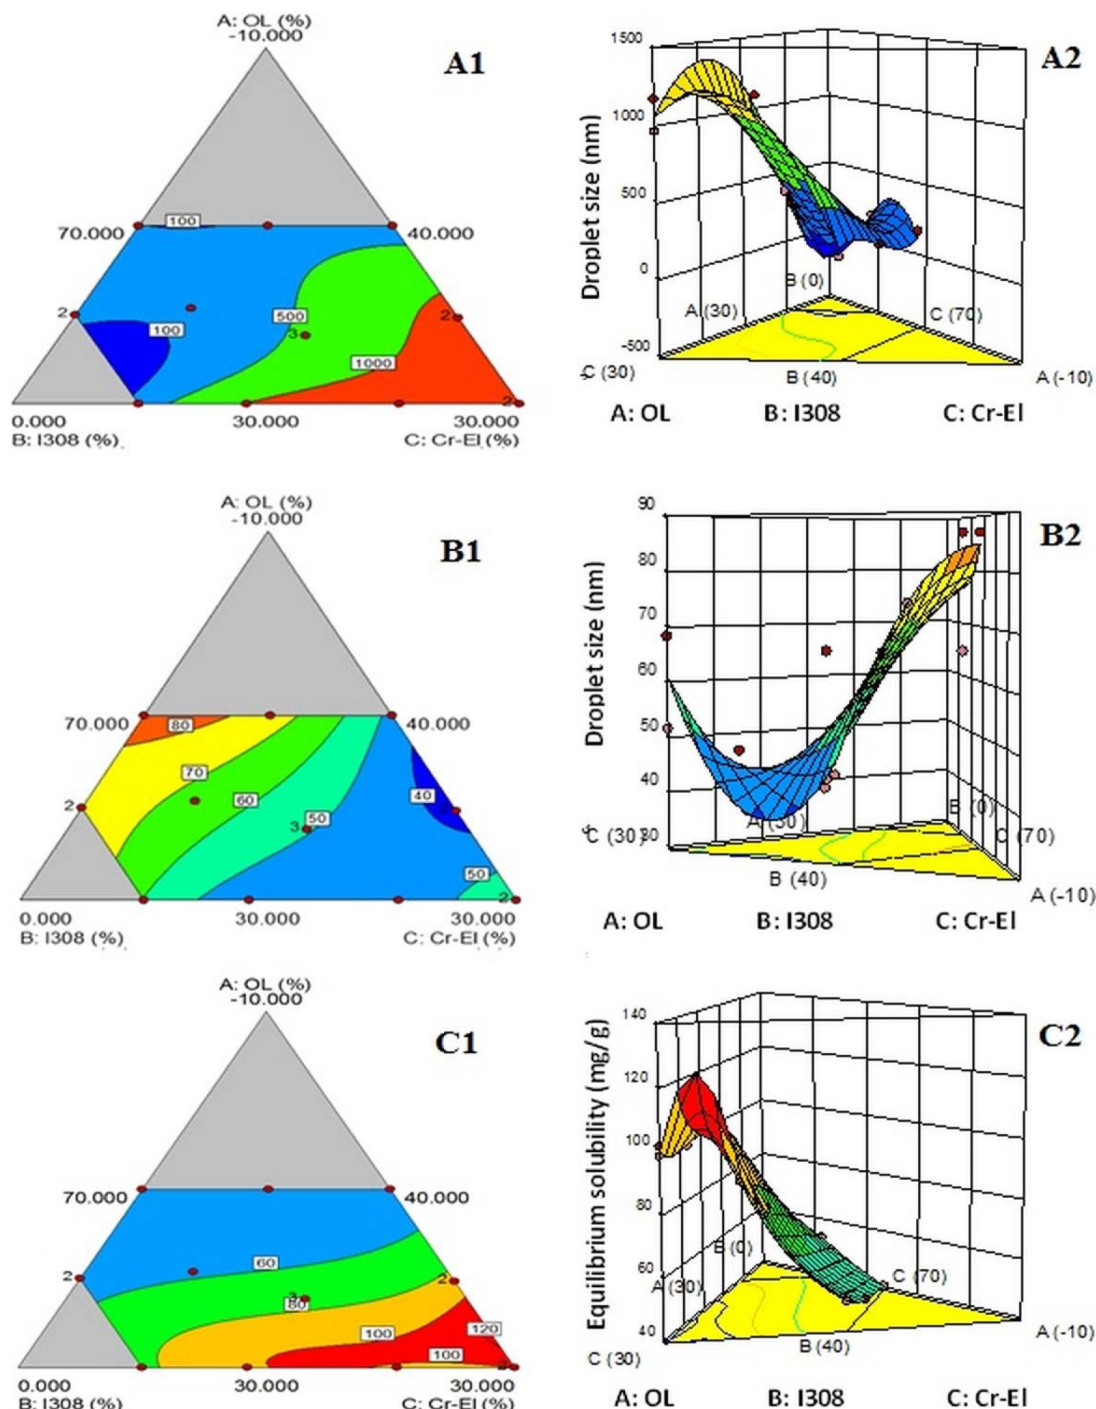 A: OL (%)
-10.000
A1
100
70.000
40.000
2
2
100
500
3
1000
2
0.000
30.000
30.000
B: I308 (%)
C: Cr-El (%)
A2
1500
1000
500
0
-500
Droplet size (nm)
B (0)
A (30)
C (70)
C (30)
B (40)
A (-10)
A: OL
B: I308
C: Cr-El
A: OL (%)
-10.000
B1
70.000
80
40.000
70
2
60
40
2
3
50
50
2
0.000
30.000
30.000
B: I308 (%)
C: Cr-El (%)
B2
90
80
70
60
50
40
30
Droplet size (nm)
A (30)
B (0)
C (30)
C (70)
B (40)
A (-10)
A: OL
B: I308
C: Cr-El
A: OL (%)
-10.000
C1
70.000
40.000
60
2
2
3
80
100
120
100
2
0.000
30.000
30.000
B: I308 (%)
C: Cr-El (%)
C2
140
120
100
80
60
40
Equilibrium solubility (mg/g)
B (0)
A (30)
C (70)
C (30)
B (40)
A (-10)
A: OL
B: I308
C: Cr-El